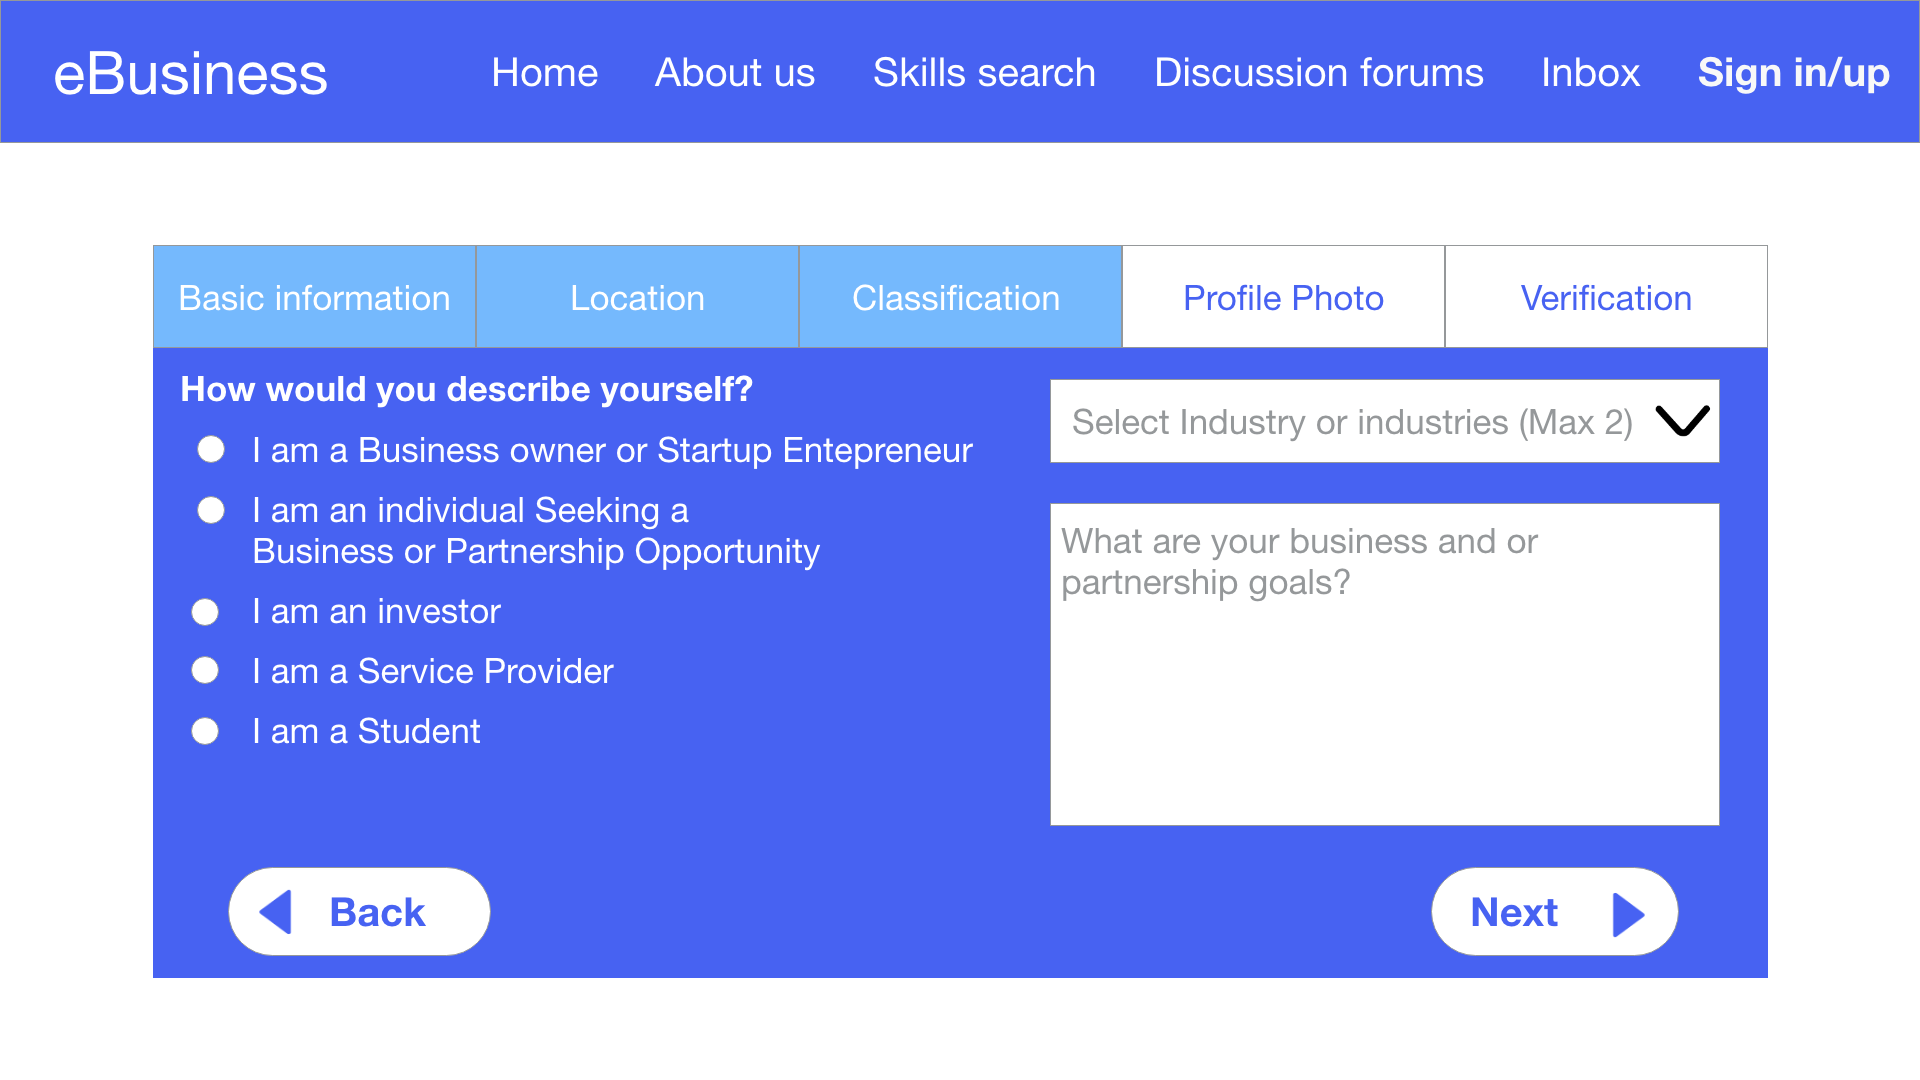 eBusiness
Home
About us
Skills search
Discussion forums
Inbox
Sign in/up
Basic information
Location
Classification
Profile Photo
Verification
How would you describe yourself?
I am a Business owner or Startup Entepreneur
I am an individual Seeking a
Business or Partnership Opportunity
I am an investor
I am a Service Provider
I am a Student
Select Industry or industries (Max 2)
What are your business and or
partnership goals?
Back
Next